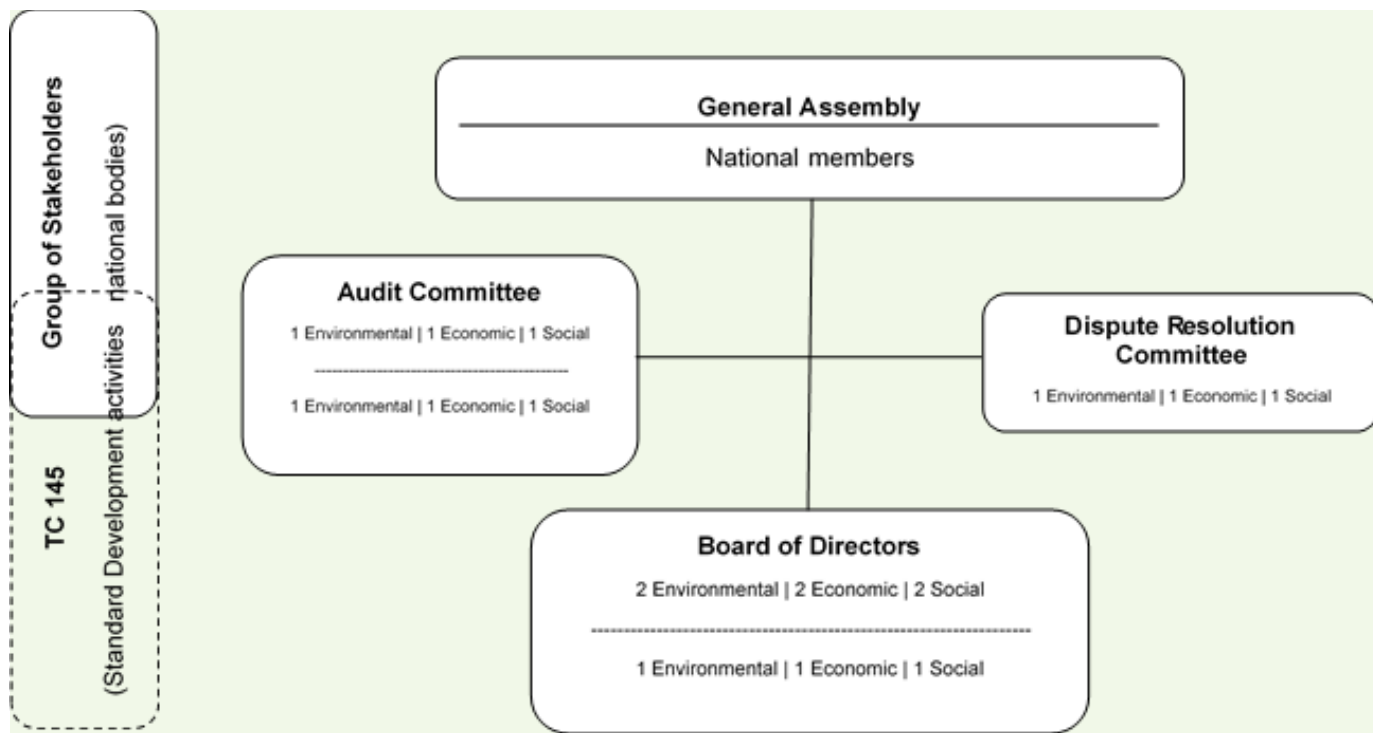 Group of Stakeholders
national bodies)
TC 145
(Standard Development activities
General Assembly
National members
Audit Committee
1 Environmental | 1 Economic | 1 Social
----------------------------------------------
1 Environmental | 1 Economic | 1 Social
Dispute Resolution
Committee
1 Environmental | 1 Economic | 1 Social
Board of Directors
2 Environmental | 2 Economic | 2 Social
--------------------------------------------------------------------
1 Environmental | 1 Economic | 1 Social